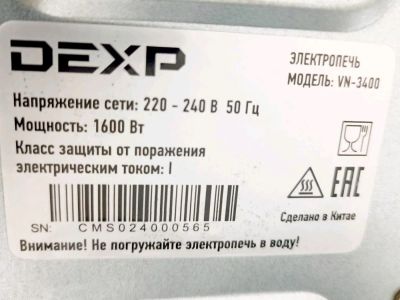 DEXP
ЭЛЕКТРОПЕЧЬ
МОДЕЛЬ: VN-3400
Напряжение сети: 220 - 240 В 50 Гц
Мощность: 1600 Вт
Класс защиты от поражения
электрическим током: I
EAC
SN: CMS024000565
Сделано в Китае
Внимание! Не погружайте электропечь в воду!